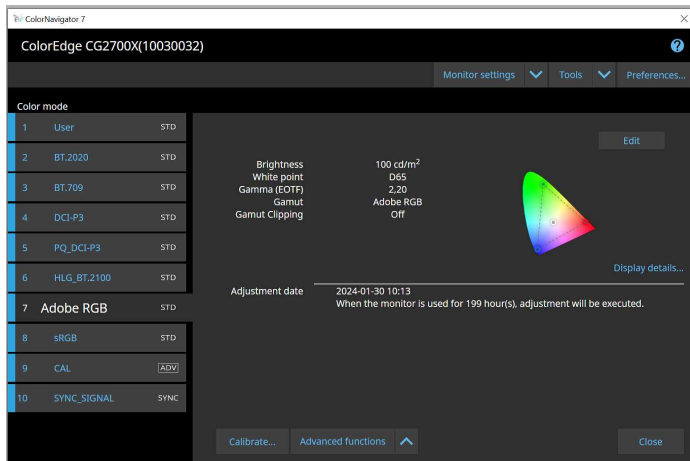 ColorNavigator 7
ColorEdge CG2700X(10030032)
Monitor settings Tools Preferences...
Color mode
1 User STD
2 BT.2020 STD
3 BT.709 STD
4 DCI-P3 STD
5 PQ_DCI-P3 STD
6 HLG_BT.2100 STD
7 Adobe RGB STD
8 sRGB STD
9 CAL ADV
10 SYNC_SIGNAL SYNC
Edit
Brightness 100 cd/m²
White point D65
Gamma (EOTF) 2,20
Gamut Adobe RGB
Gamut Clipping Off
Display details...
Adjustment date 2024-01-30 10:13
When the monitor is used for 199 hour(s), adjustment will be executed.
Calibrate... Advanced functions Close